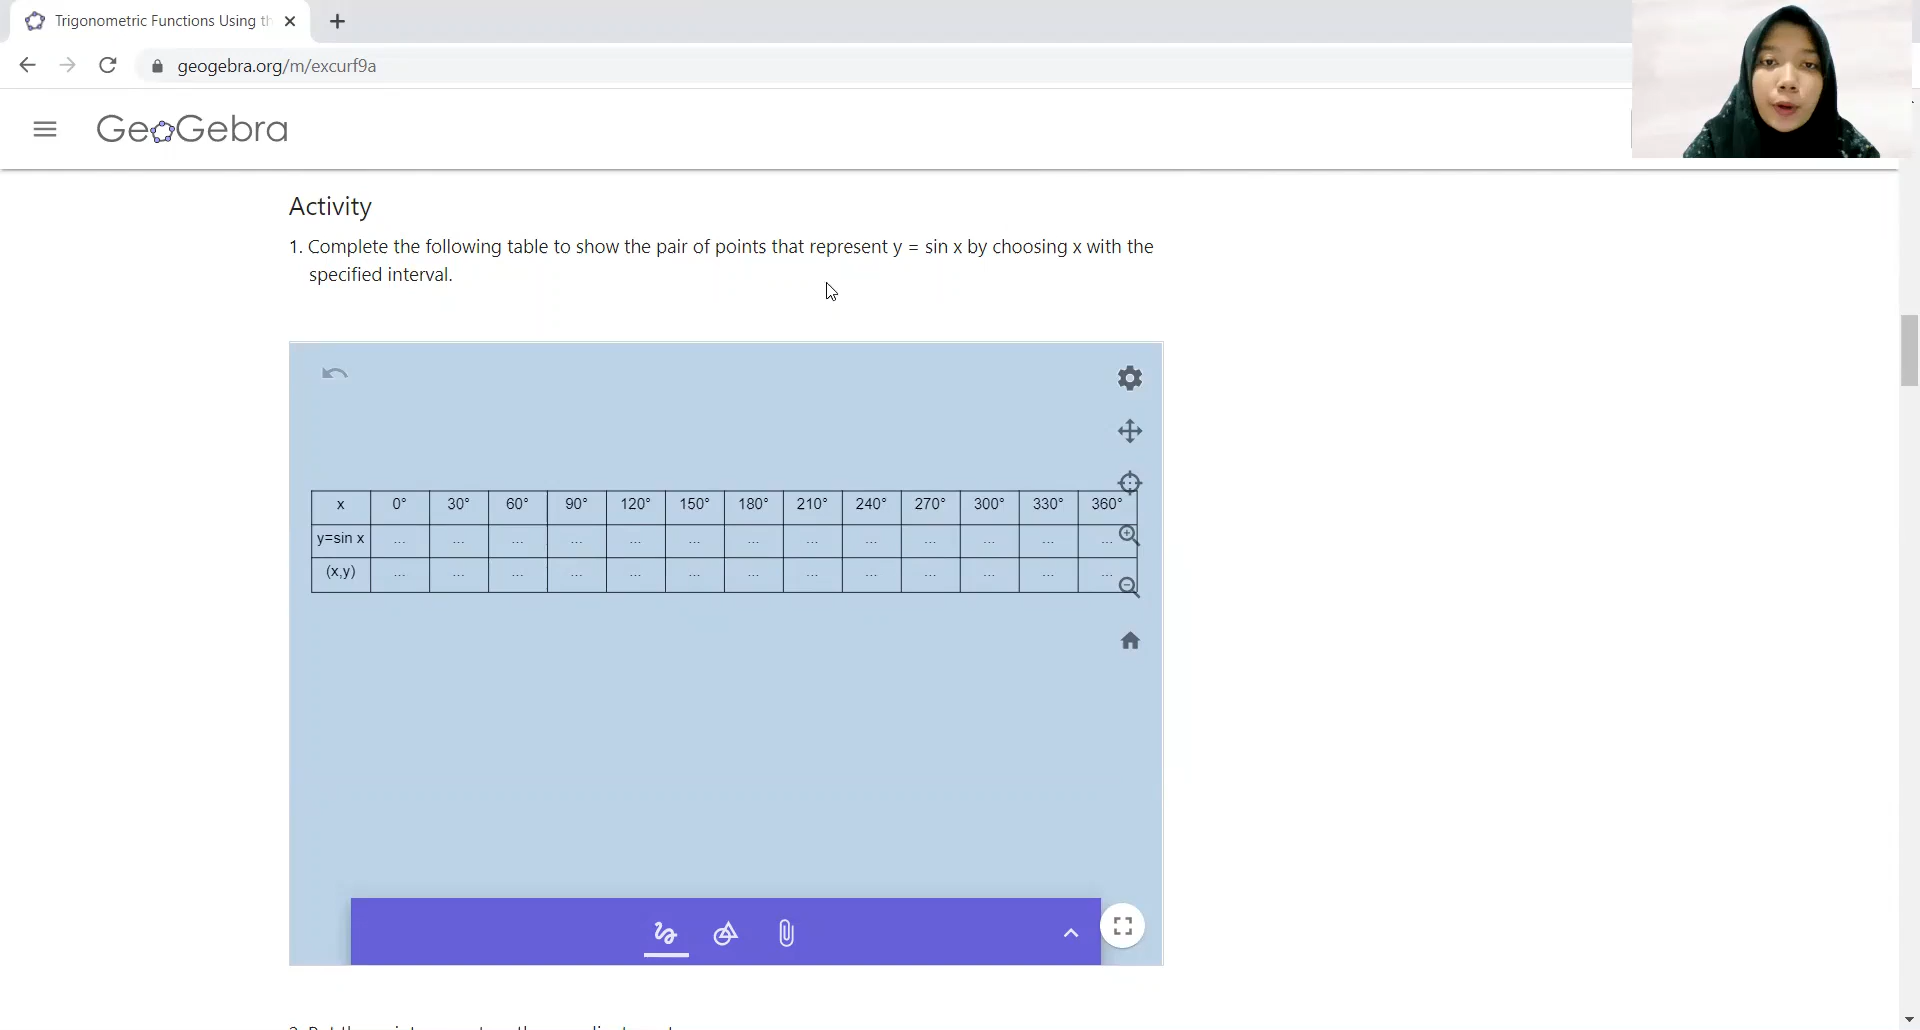 Trigonometric Functions Using th
geogebra.org/m/excurf9a
GeoGebra
Activity
1. Complete the following table to show the pair of points that represent y = sin x by choosing x with the
specified interval.
x 0° 30° 60° 90° 120° 150° 180° 210° 240° 270° 300° 330° 360°
y=sin x ... ... ... ... ... ... ... ... ... ... ... ... ...
(x,y) ... ... ... ... ... ... ... ... ... ... ... ... ...